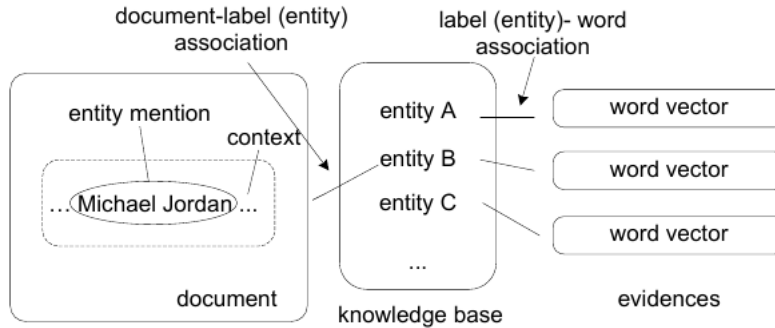 document-label (entity)
association
label (entity)- word
association
entity mention
context
... Michael Jordan ...
document
entity A
entity B
entity C
...
knowledge base
word vector
word vector
word vector
evidences